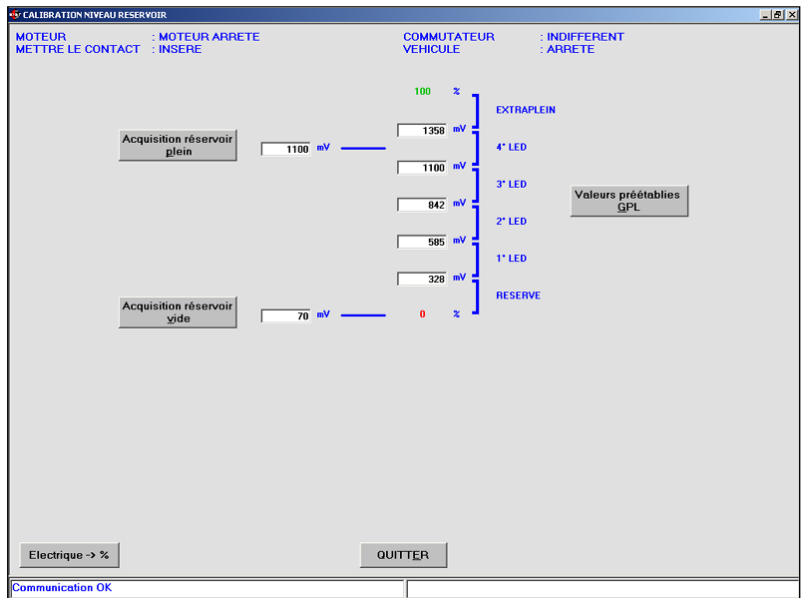 CALIBRATION NIVEAU RESERVOIR
MOTEUR : MOTEUR ARRETE COMMUTATEUR : INDIFFERENT
METTRE LE CONTACT : INSERE VEHICULE : ARRETE
100 %
EXTRAPLEIN
1358 mV
Acquisition réservoir plein 1100 mV
4° LED
1100 mV
3° LED
Valeurs préétablies GPL
842 mV
2° LED
585 mV
1° LED
328 mV
RESERVE
Acquisition réservoir vide 70 mV
0 %
Electrique -> % QUITTER
Communication OK